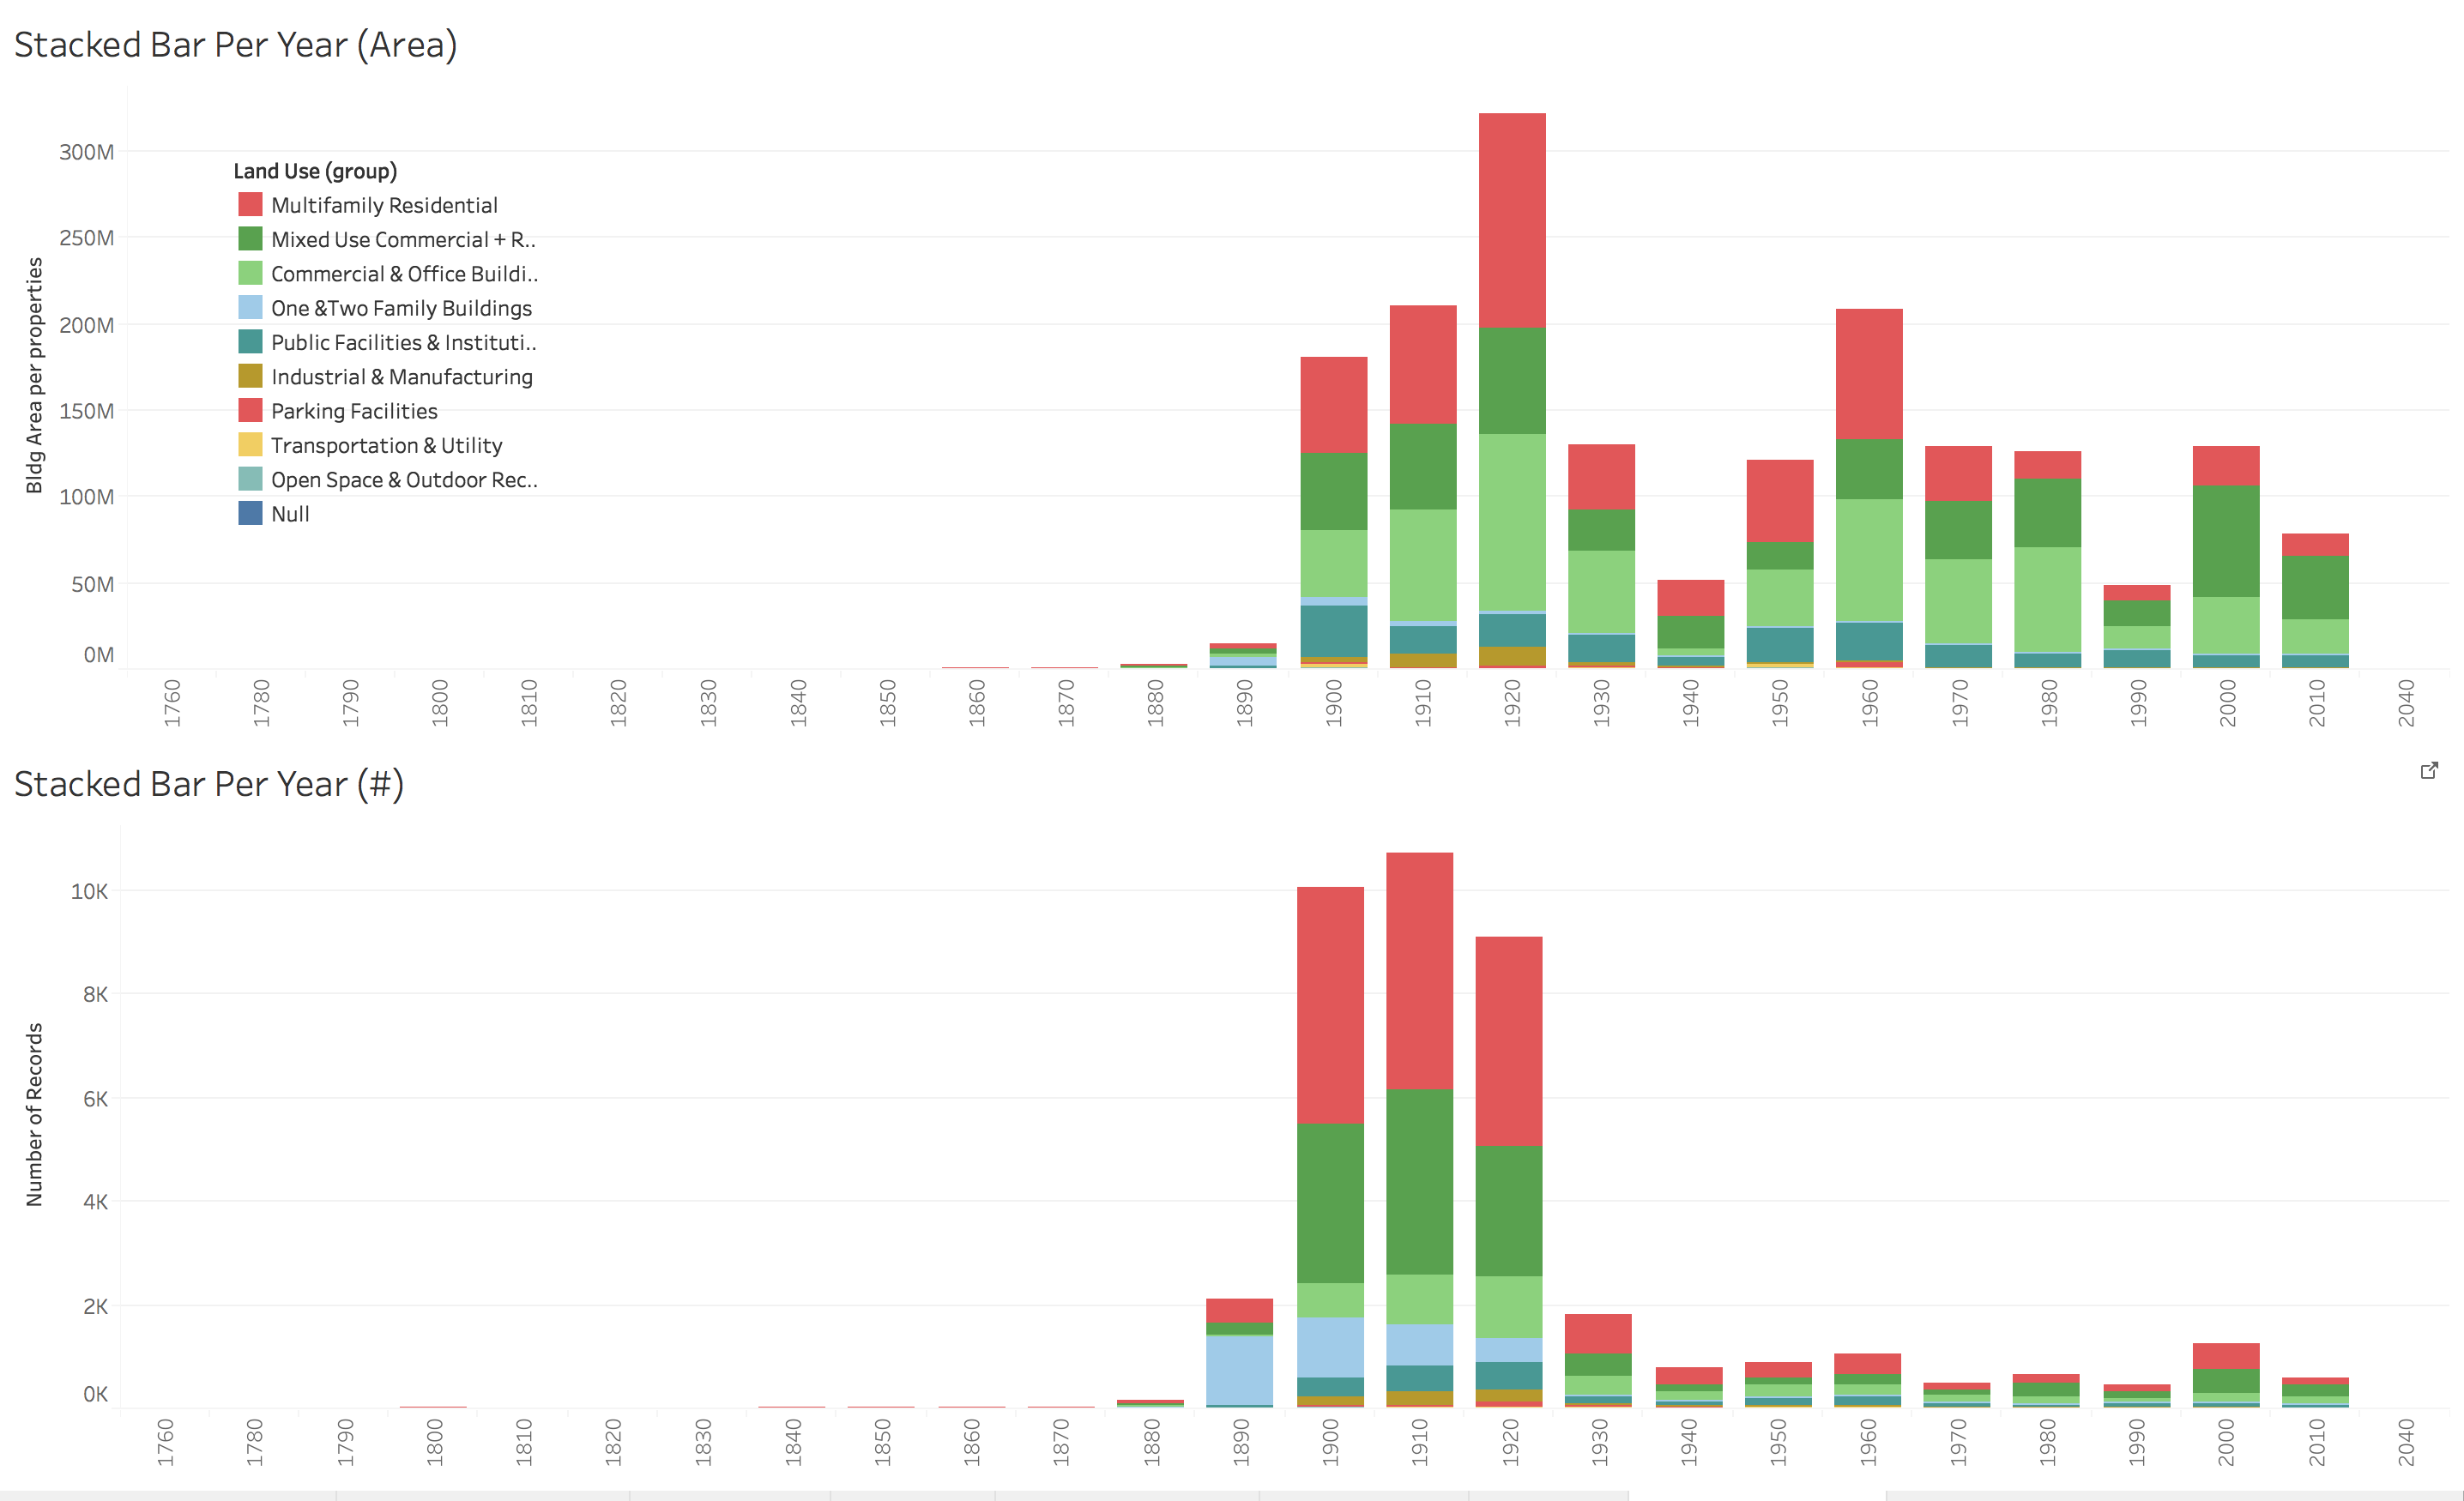 Stacked Bar Per Year (Area)
Bldg Area per properties
300M
250M
200M
150M
100M
50M
0M
Land Use (group)
Multifamily Residential
Mixed Use Commercial + R..
Commercial & Office Buildi..
One &Two Family Buildings
Public Facilities & Instituti..
Industrial & Manufacturing
Parking Facilities
Transportation & Utility
Open Space & Outdoor Rec..
Null
1760 1780 1790 1800 1810 1820 1830 1840 1850 1860 1870 1880 1890 1900 1910 1920 1930 1940 1950 1960 1970 1980 1990 2000 2010 2040
Stacked Bar Per Year (#)
Number of Records
10K
8K
6K
4K
2K
0K
1760 1780 1790 1800 1810 1820 1830 1840 1850 1860 1870 1880 1890 1900 1910 1920 1930 1940 1950 1960 1970 1980 1990 2000 2010 2040